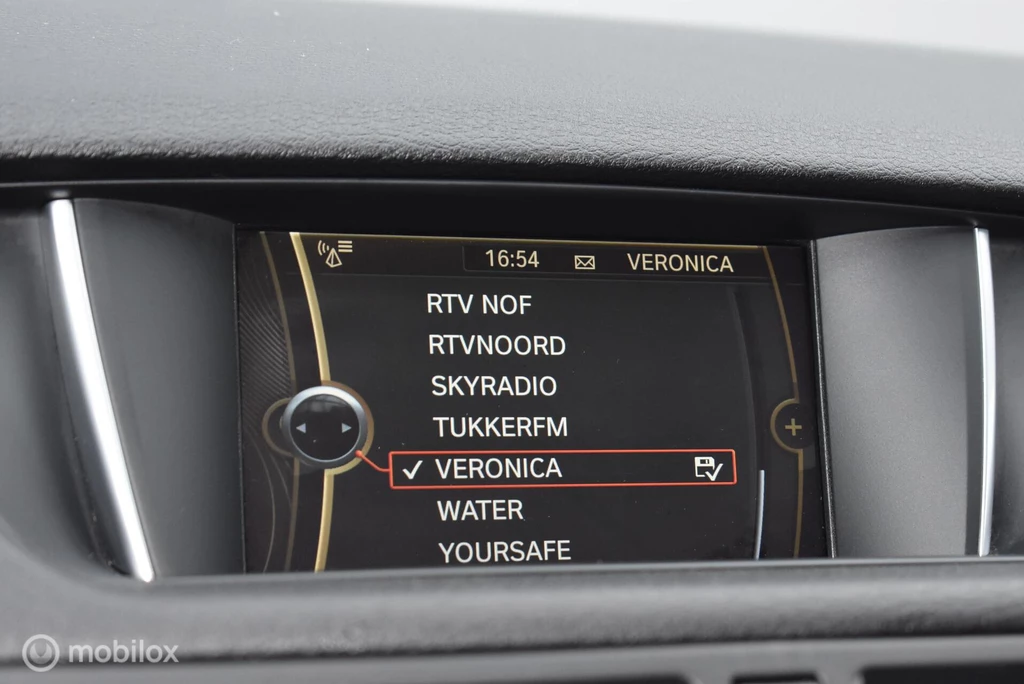 16:54 VERONICA
RTV NOF
RTVNOORD
SKYRADIO
TUKKERFM
VERONICA
WATER
YOURSAFE
mobilox